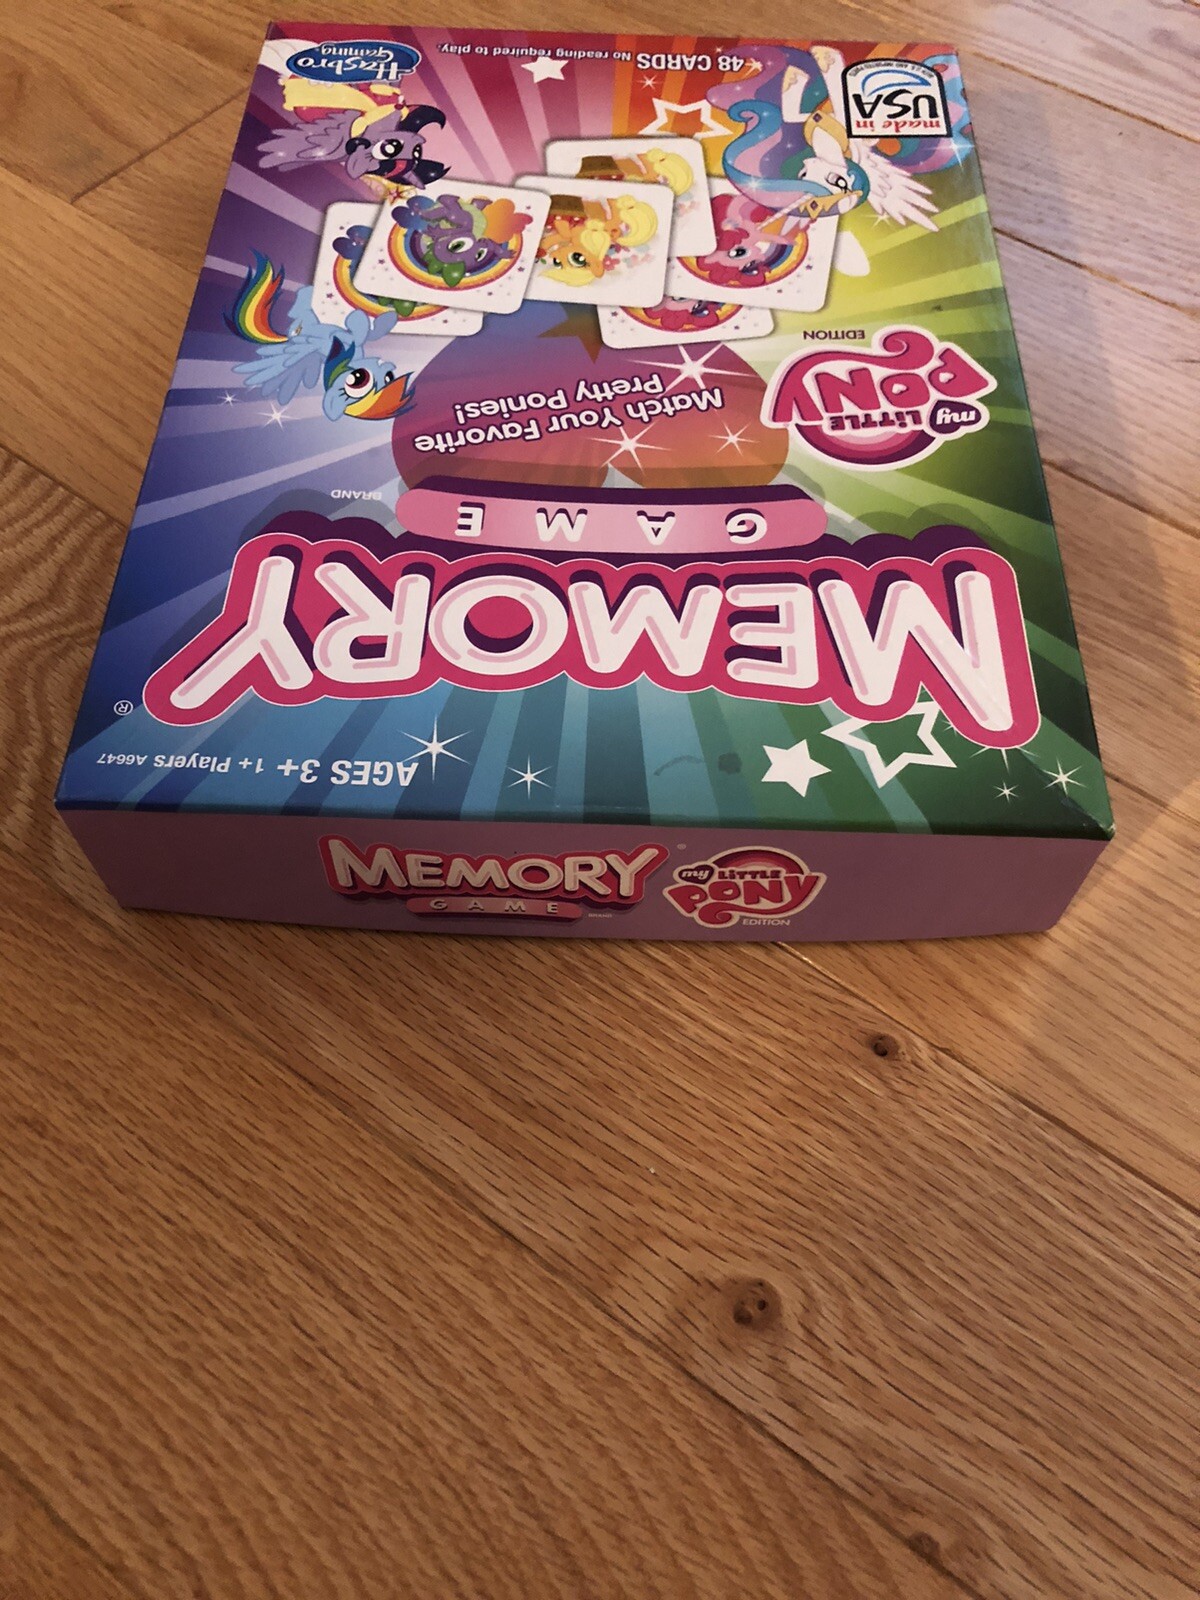 AGES 3+ 1+ Players A6647
MEMORY®
GAME
BRAND
Match Your Favorite
Pretty Ponies!
my LITTLE
PONY
EDITION
48 CARDS No reading required to play.
Hasbro
Gaming
made in
USA
MEMORY
GAME
BRAND
my LITTLE
PONY
EDITION